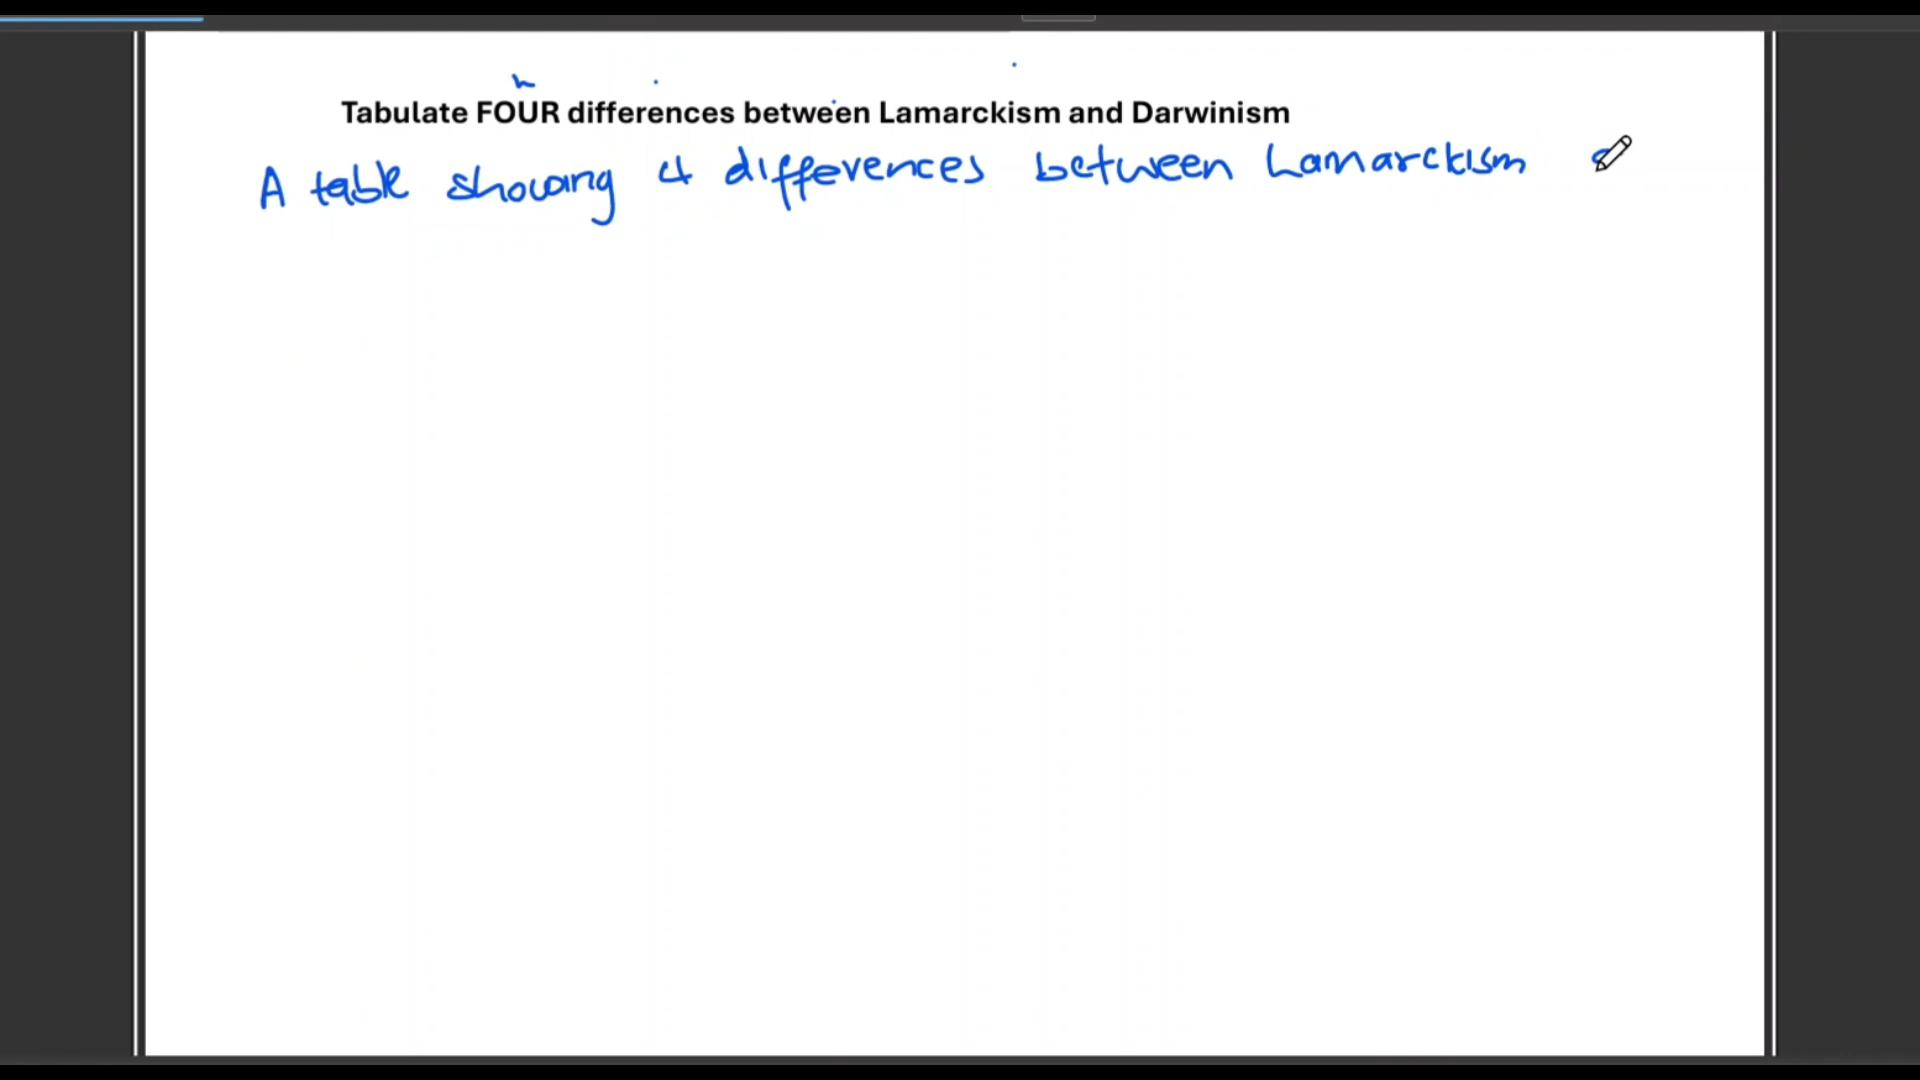 Tabulate FOUR differences between Lamarckism and Darwinism
A table showing 4 differences between Lamarckism